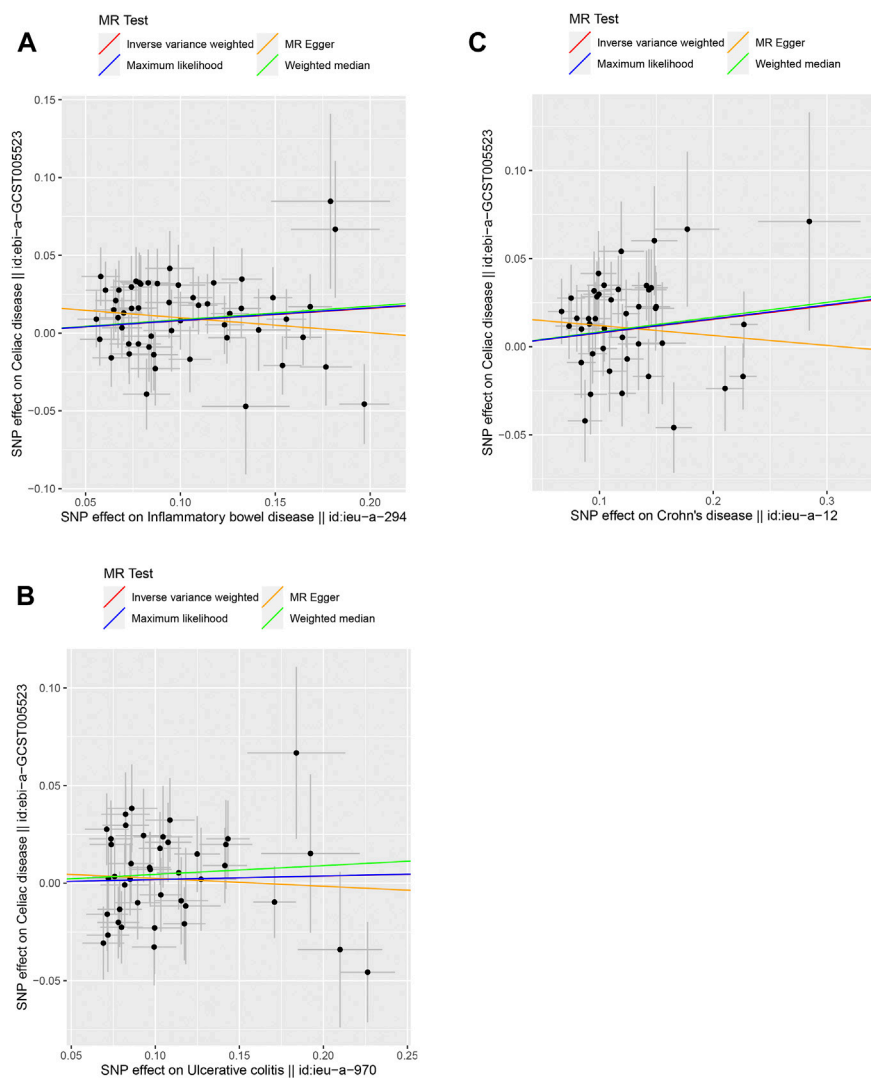 A
MR Test
Inverse variance weighted
MR Egger
Maximum likelihood
Weighted median
SNP effect on Celiac disease || id:ebi-a-GCST005523
0.15
0.10
0.05
0.00
−0.05
−0.10
0.05
0.10
0.15
0.20
SNP effect on Inflammatory bowel disease || id:ieu-a-294
C
MR Test
Inverse variance weighted
MR Egger
Maximum likelihood
Weighted median
SNP effect on Celiac disease || id:ebi-a-GCST005523
0.10
0.05
0.00
−0.05
0.1
0.2
0.3
SNP effect on Crohn's disease || id:ieu-a-12
B
MR Test
Inverse variance weighted
MR Egger
Maximum likelihood
Weighted median
SNP effect on Celiac disease || id:ebi-a-GCST005523
0.10
0.05
0.00
−0.05
0.05
0.10
0.15
0.20
0.25
SNP effect on Ulcerative colitis || id:ieu-a-970